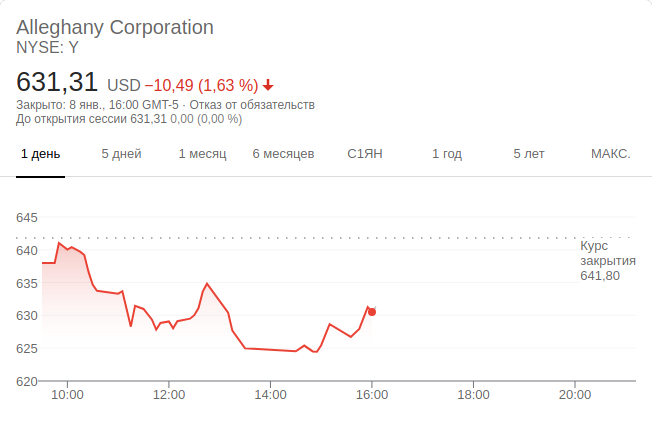 Alleghany Corporation
NYSE: Y
631,31 USD −10,49 (1,63 %)
Закрыто: 8 янв., 16:00 GMT-5 · Отказ от обязательств
До открытия сессии 631,31 0,00 (0,00 %)
1 день 5 дней 1 месяц 6 месяцев С1ЯН 1 год 5 лет МАКС.
645
640
635
630
625
620
Курс
закрытия
641,80
10:00 12:00 14:00 16:00 18:00 20:00